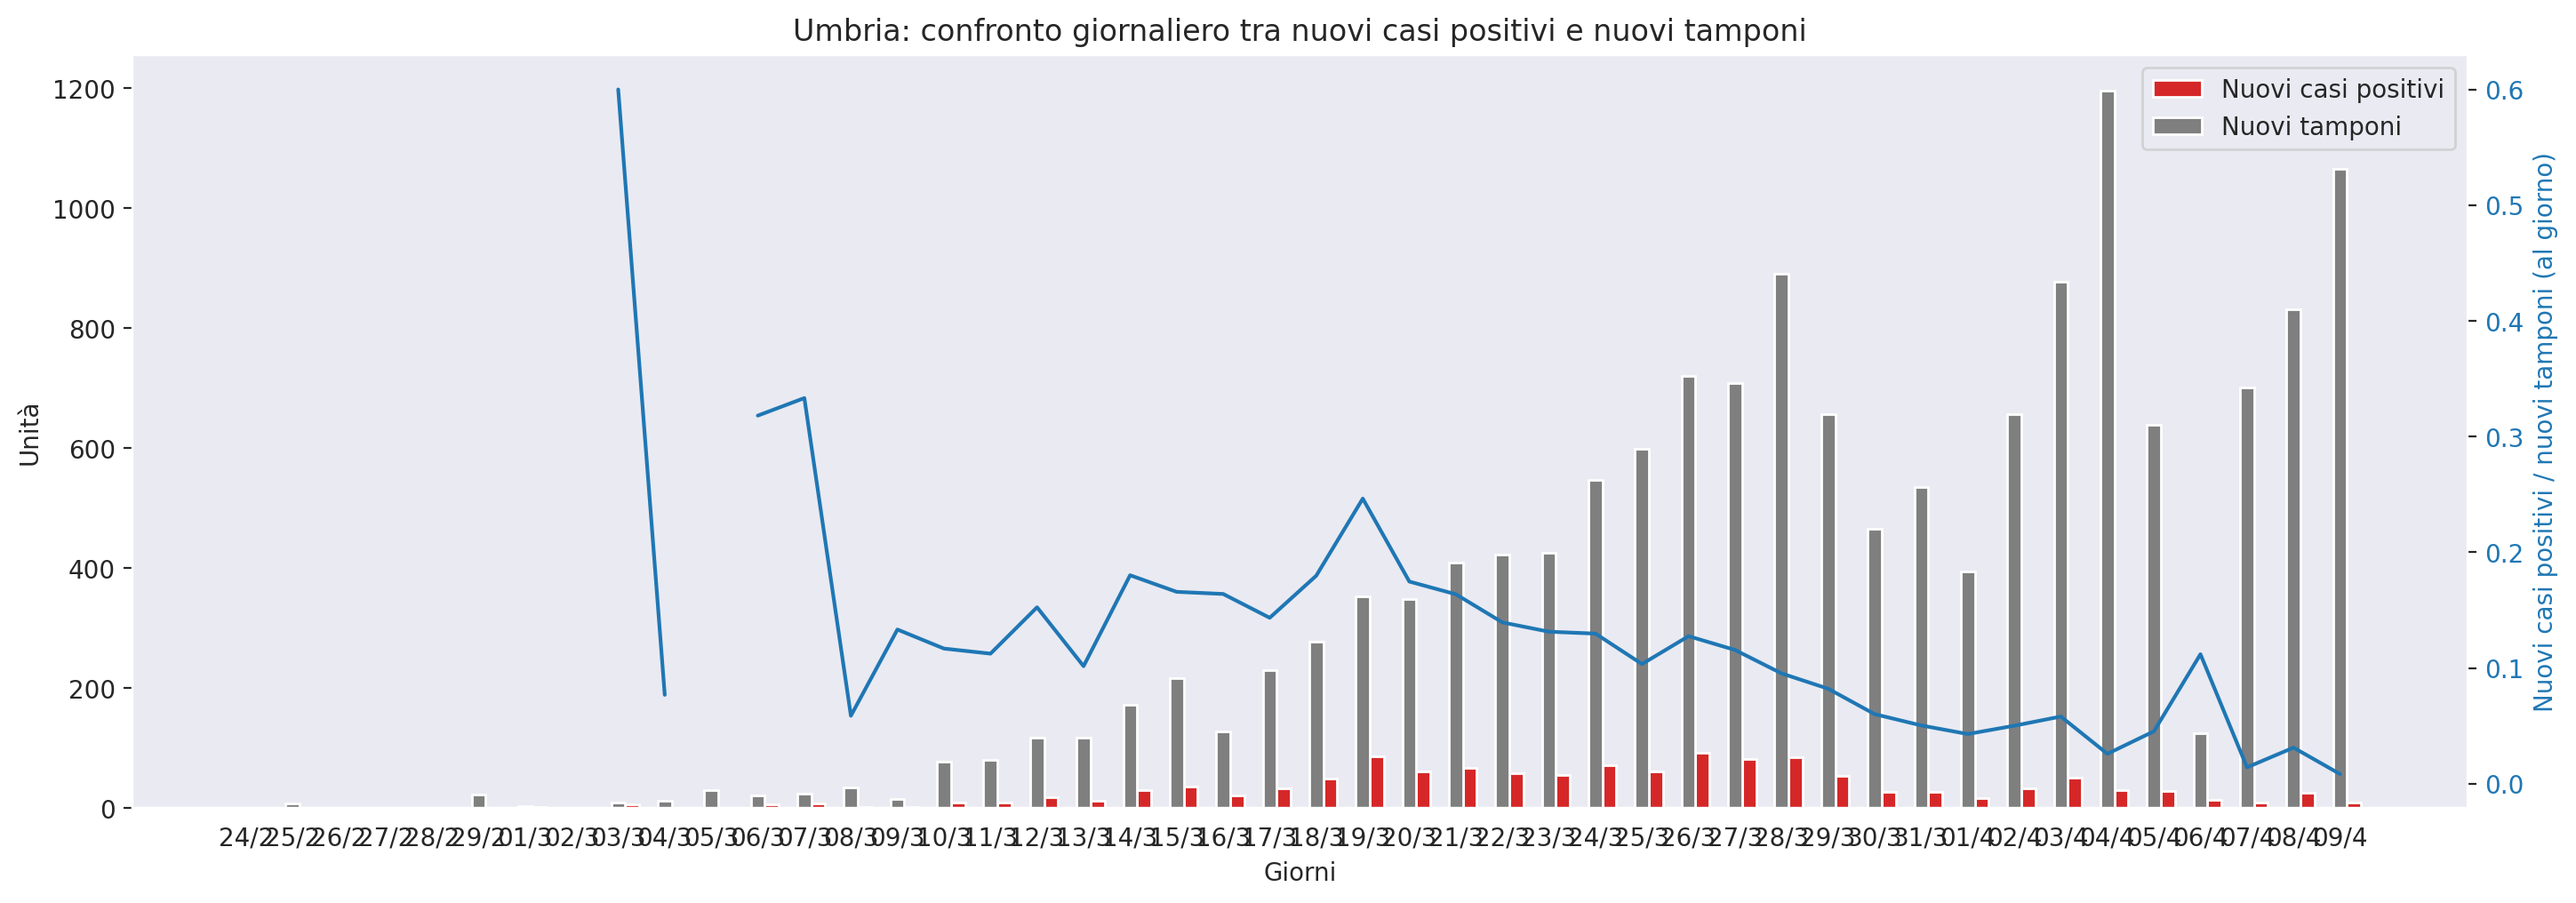 Umbria: confronto giornaliero tra nuovi casi positivi e nuovi tamponi
Nuovi casi positivi
Nuovi tamponi
1200
1000
800
600
400
200
0
Unità
0.6
0.5
0.4
0.3
0.2
0.1
0.0
Nuovi casi positivi / nuovi tamponi (al giorno)
24/2 25/2 26/2 27/2 28/2 29/2 01/3 02/3 03/3 04/3 05/3 06/3 07/3 08/3 09/3 10/3 11/3 12/3 13/3 14/3 15/3 16/3 17/3 18/3 19/3 20/3 21/3 22/3 23/3 24/3 25/3 26/3 27/3 28/3 29/3 30/3 31/3 01/4 02/4 03/4 04/4 05/4 06/4 07/4 08/4 09/4
Giorni